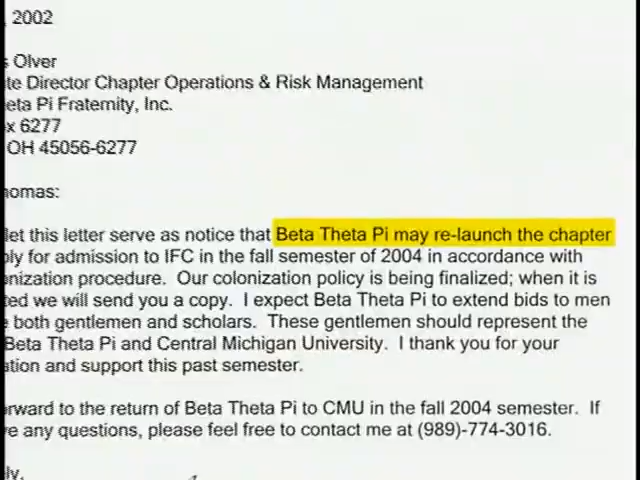 , 2002
s Olver
te Director Chapter Operations & Risk Management
eta Pi Fraternity, Inc.
x 6277
OH 45056-6277
omas:
let this letter serve as notice that Beta Theta Pi may re-launch the chapter
ply for admission to IFC in the fall semester of 2004 in accordance with
nization procedure. Our colonization policy is being finalized; when it is
ted we will send you a copy. I expect Beta Theta Pi to extend bids to men
e both gentlemen and scholars. These gentlemen should represent the
Beta Theta Pi and Central Michigan University. I thank you for your
ation and support this past semester.
orward to the return of Beta Theta Pi to CMU in the fall 2004 semester. If
e any questions, please feel free to contact me at (989)-774-3016.
ly,